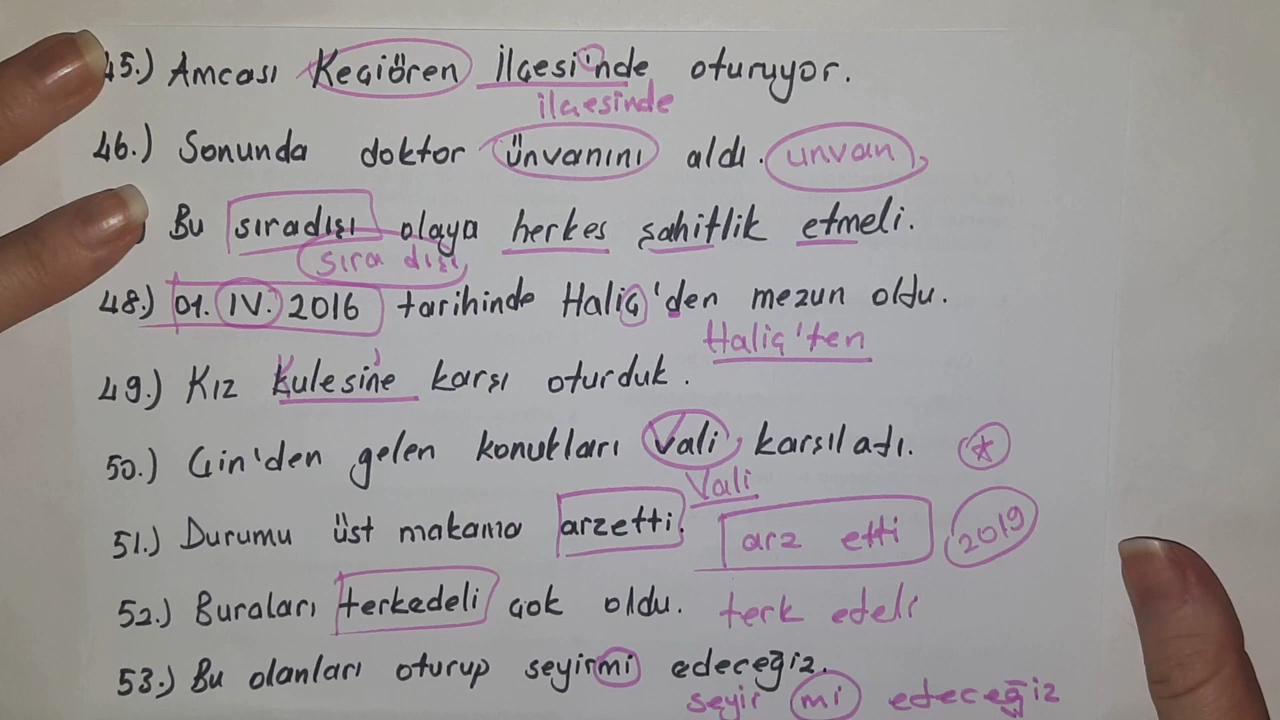 45.) Amcası Keçiören İlçesi'nde oturuyor.
ilçesinde
46.) Sonunda doktor ünvanını aldı. unvan
) Bu sıradışı olaya herkes şahitlik etmeli.
sıra dışı
48.) 01. IV. 2016 tarihinde Haliç'den mezun oldu.
Haliç'ten
49.) Kız kulesine karşı oturduk.
50.) Çin'den gelen konukları Vali karşıladı.
Vali
51.) Durumu üst makama arzetti. arz etti 2019
52.) Buraları terkedeli çok oldu. terk edeli
53.) Bu olanları oturup seyirmi edeceğiz.
seyir mi edeceğiz